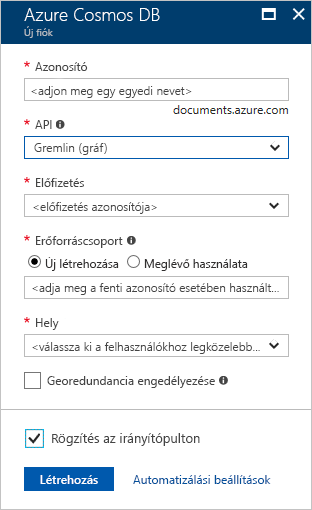 Azure Cosmos DB
Új fiók
* Azonosító
<adjon meg egy egyedi nevet>
documents.azure.com
* API
Gremlin (gráf)
* Előfizetés
<előfizetés azonosítója>
* Erőforráscsoport
Új létrehozása Meglévő használata
<adja meg a fenti azonosító esetében használt...
* Hely
<válassza ki a felhasználókhoz legközelebb...
Georedundancia engedélyezése
Rögzítés az irányítópulton
Létrehozás Automatizálási beállítások